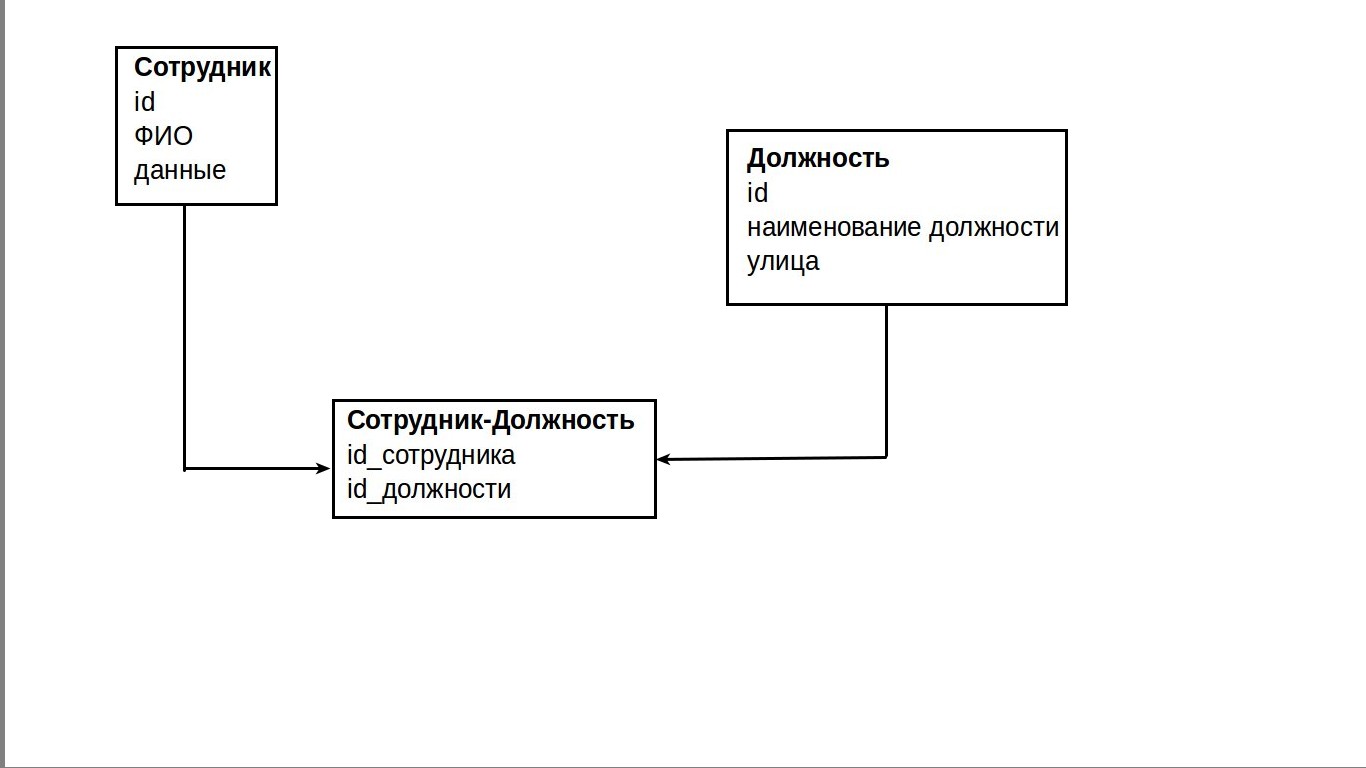 Сотрудник
id
ФИО
данные
Должность
id
наименование должности
улица
Сотрудник-Должность
id_сотрудника
id_должности